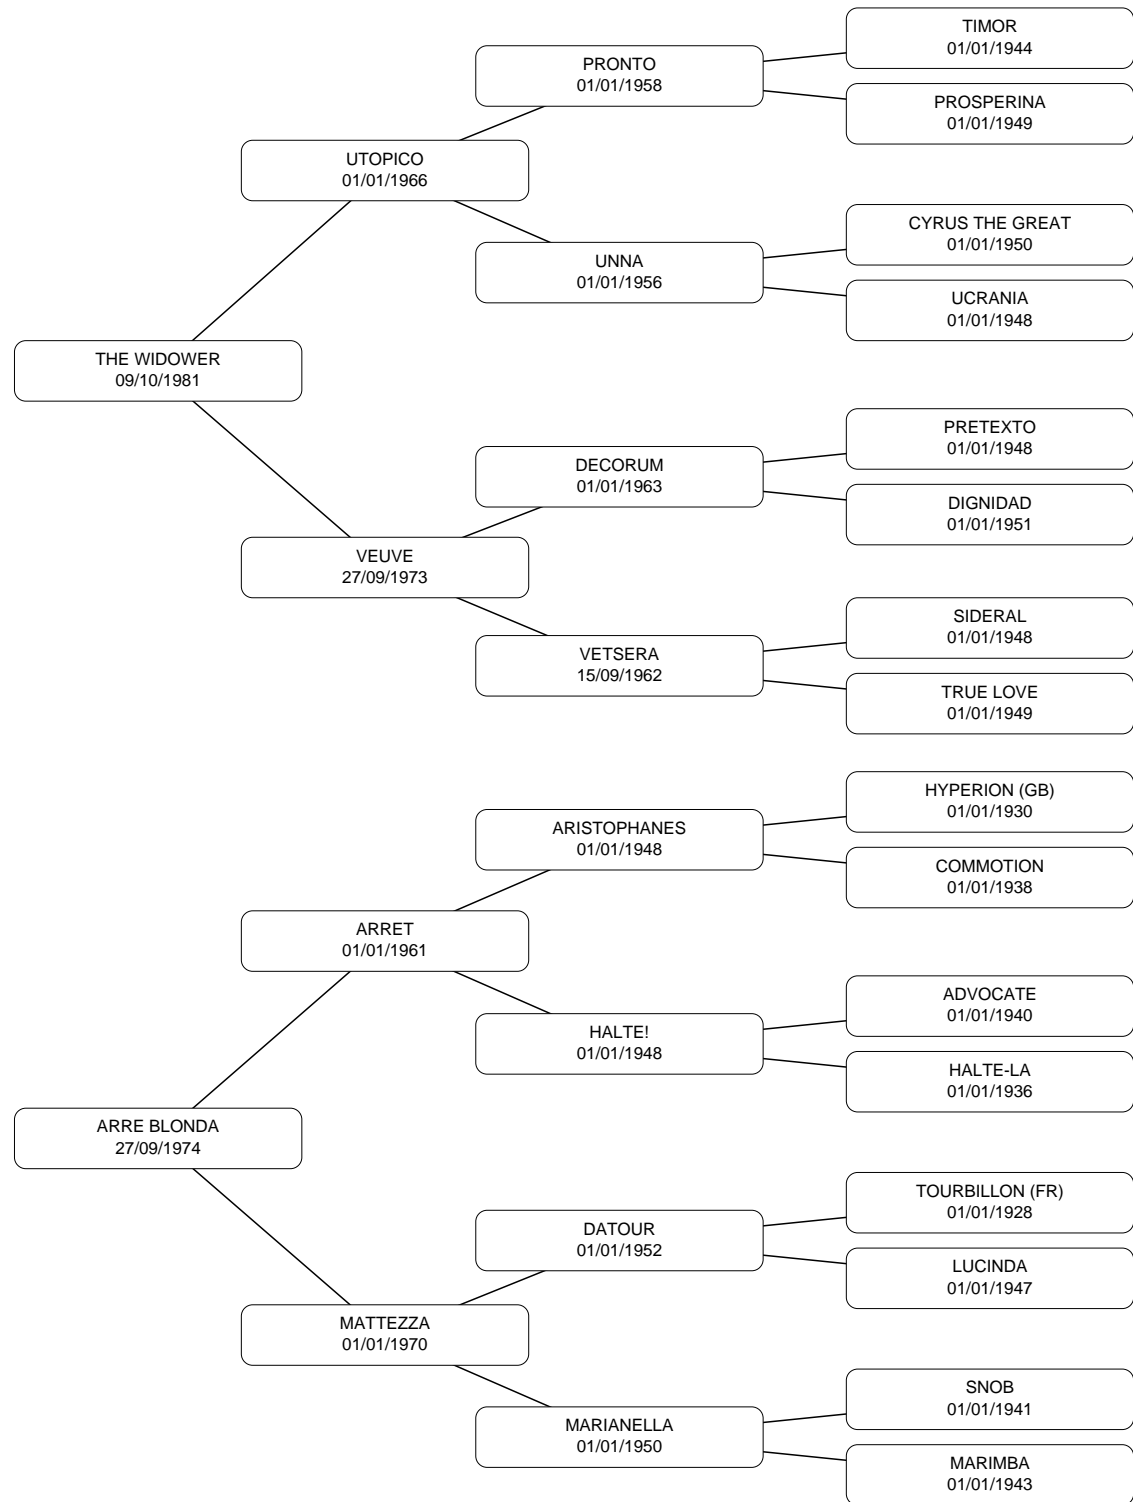 TIMOR
01/01/1944
PRONTO
01/01/1958
PROSPERINA
01/01/1949
UTOPICO
01/01/1966
CYRUS THE GREAT
01/01/1950
UNNA
01/01/1956
UCRANIA
01/01/1948
THE WIDOWER
09/10/1981
PRETEXTO
01/01/1948
DECORUM
01/01/1963
DIGNIDAD
01/01/1951
VEUVE
27/09/1973
SIDERAL
01/01/1948
VETSERA
15/09/1962
TRUE LOVE
01/01/1949
HYPERION (GB)
01/01/1930
ARISTOPHANES
01/01/1948
COMMOTION
01/01/1938
ARRET
01/01/1961
ADVOCATE
01/01/1940
HALTE!
01/01/1948
HALTE-LA
01/01/1936
ARRE BLONDA
27/09/1974
TOURBILLON (FR)
01/01/1928
DATOUR
01/01/1952
LUCINDA
01/01/1947
MATTEZZA
01/01/1970
SNOB
01/01/1941
MARIANELLA
01/01/1950
MARIMBA
01/01/1943